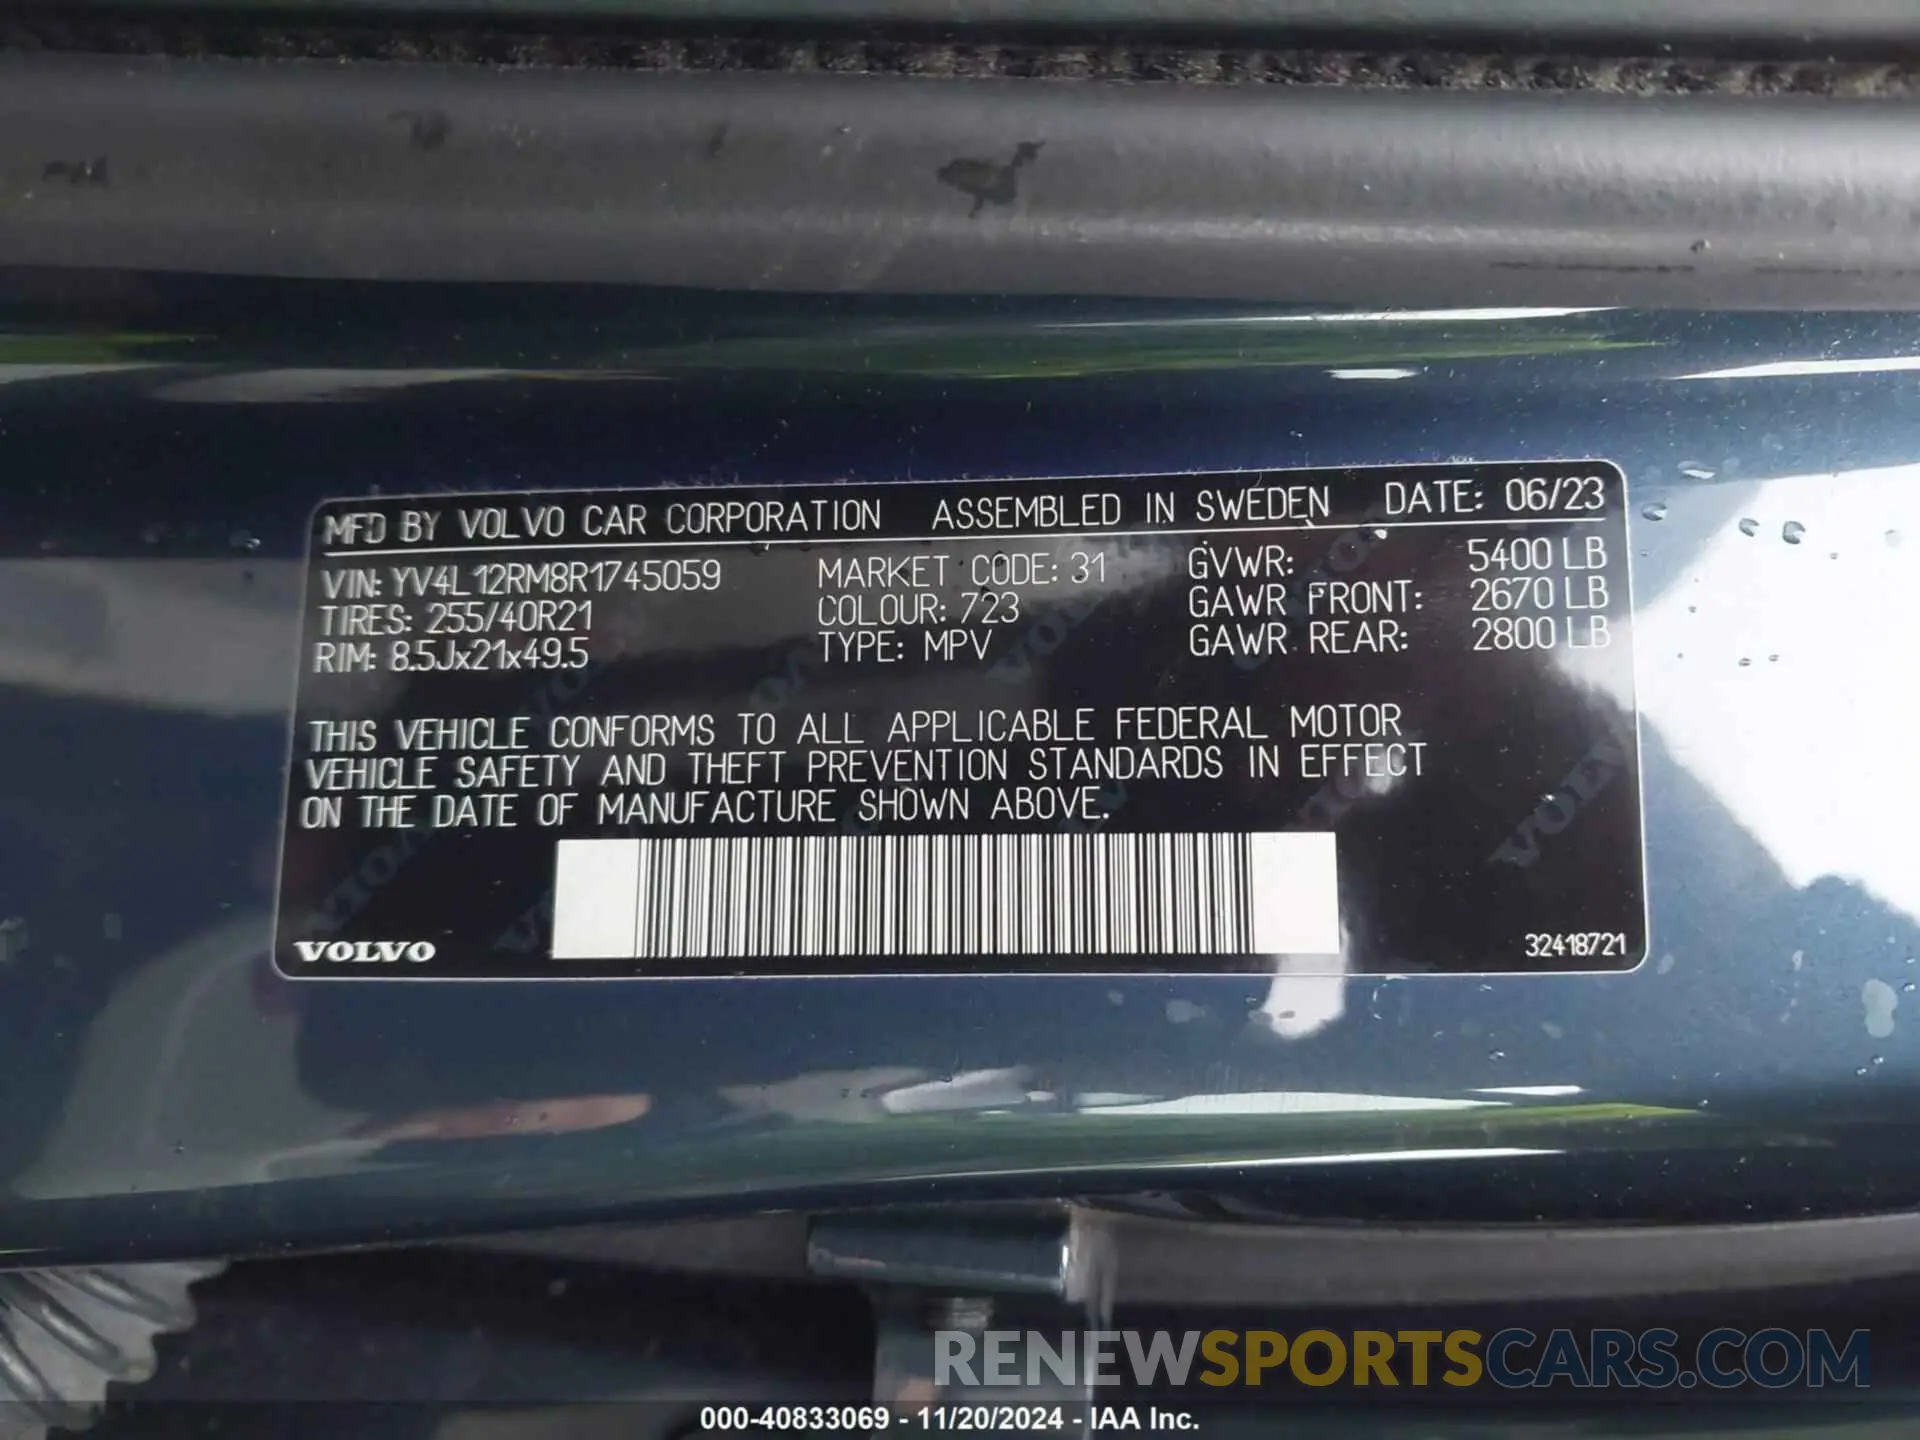 MFD BY VOLVO CAR CORPORATION ASSEMBLED IN SWEDEN DATE: 06/23
VIN: YV4L12RM8R1745059 MARKET CODE: 31 GVWR: 5400 LB
TIRES: 255/40R21 COLOUR: 723 GAWR FRONT: 2670 LB
RIM: 8.5Jx21x49.5 TYPE: MPV GAWR REAR: 2800 LB
THIS VEHICLE CONFORMS TO ALL APPLICABLE FEDERAL MOTOR
VEHICLE SAFETY AND THEFT PREVENTION STANDARDS IN EFFECT
ON THE DATE OF MANUFACTURE SHOWN ABOVE.
VOLVO 32418721
RENEWSPORTSCARS.COM
000-40833069 - 11/20/2024 - IAA Inc.